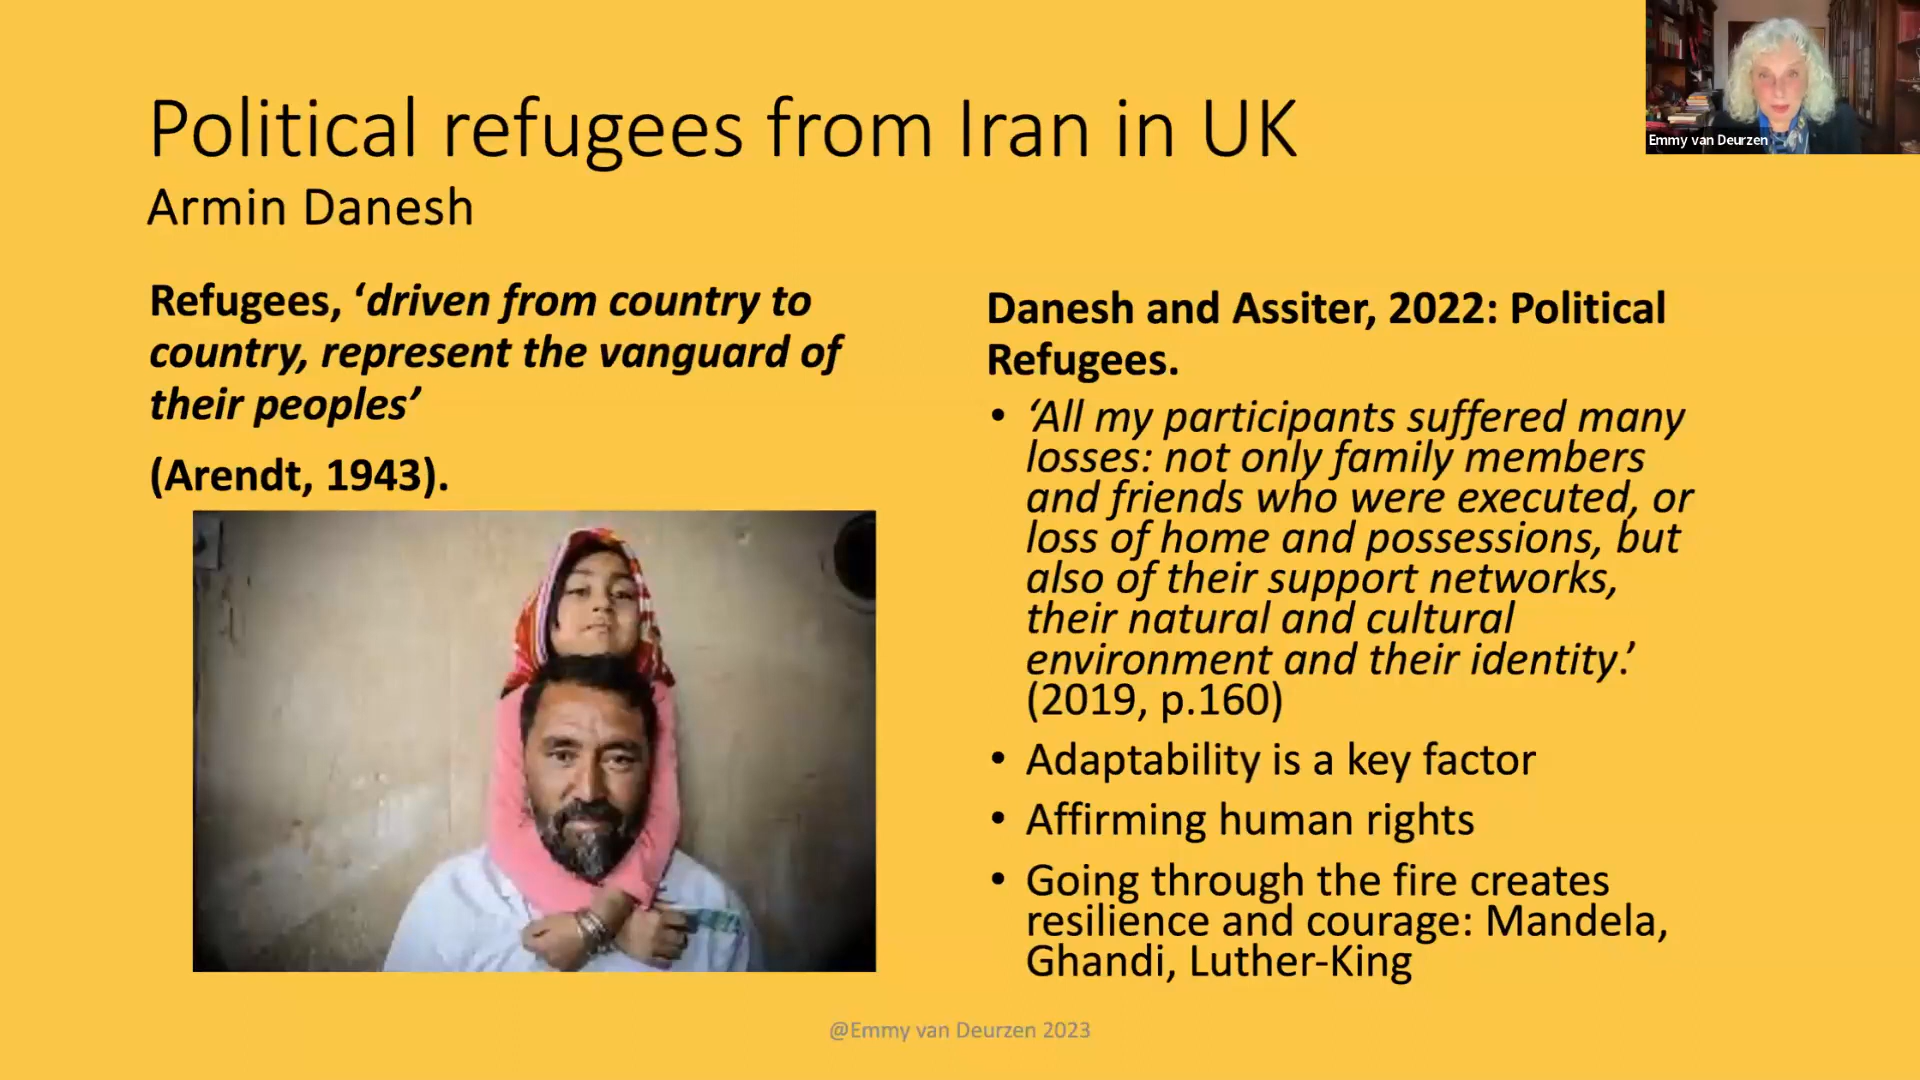 Political refugees from Iran in UK
Armin Danesh
Emmy van Deurzen
Refugees, ‘driven from country to
country, represent the vanguard of
their peoples’
(Arendt, 1943).
Danesh and Assiter, 2022: Political
Refugees.
• ‘All my participants suffered many
losses: not only family members
and friends who were executed, or
loss of home and possessions, but
also of their support networks,
their natural and cultural
environment and their identity.’
(2019, p.160)
• Adaptability is a key factor
• Affirming human rights
• Going through the fire creates
resilience and courage: Mandela,
Ghandi, Luther-King
@Emmy van Deurzen 2023